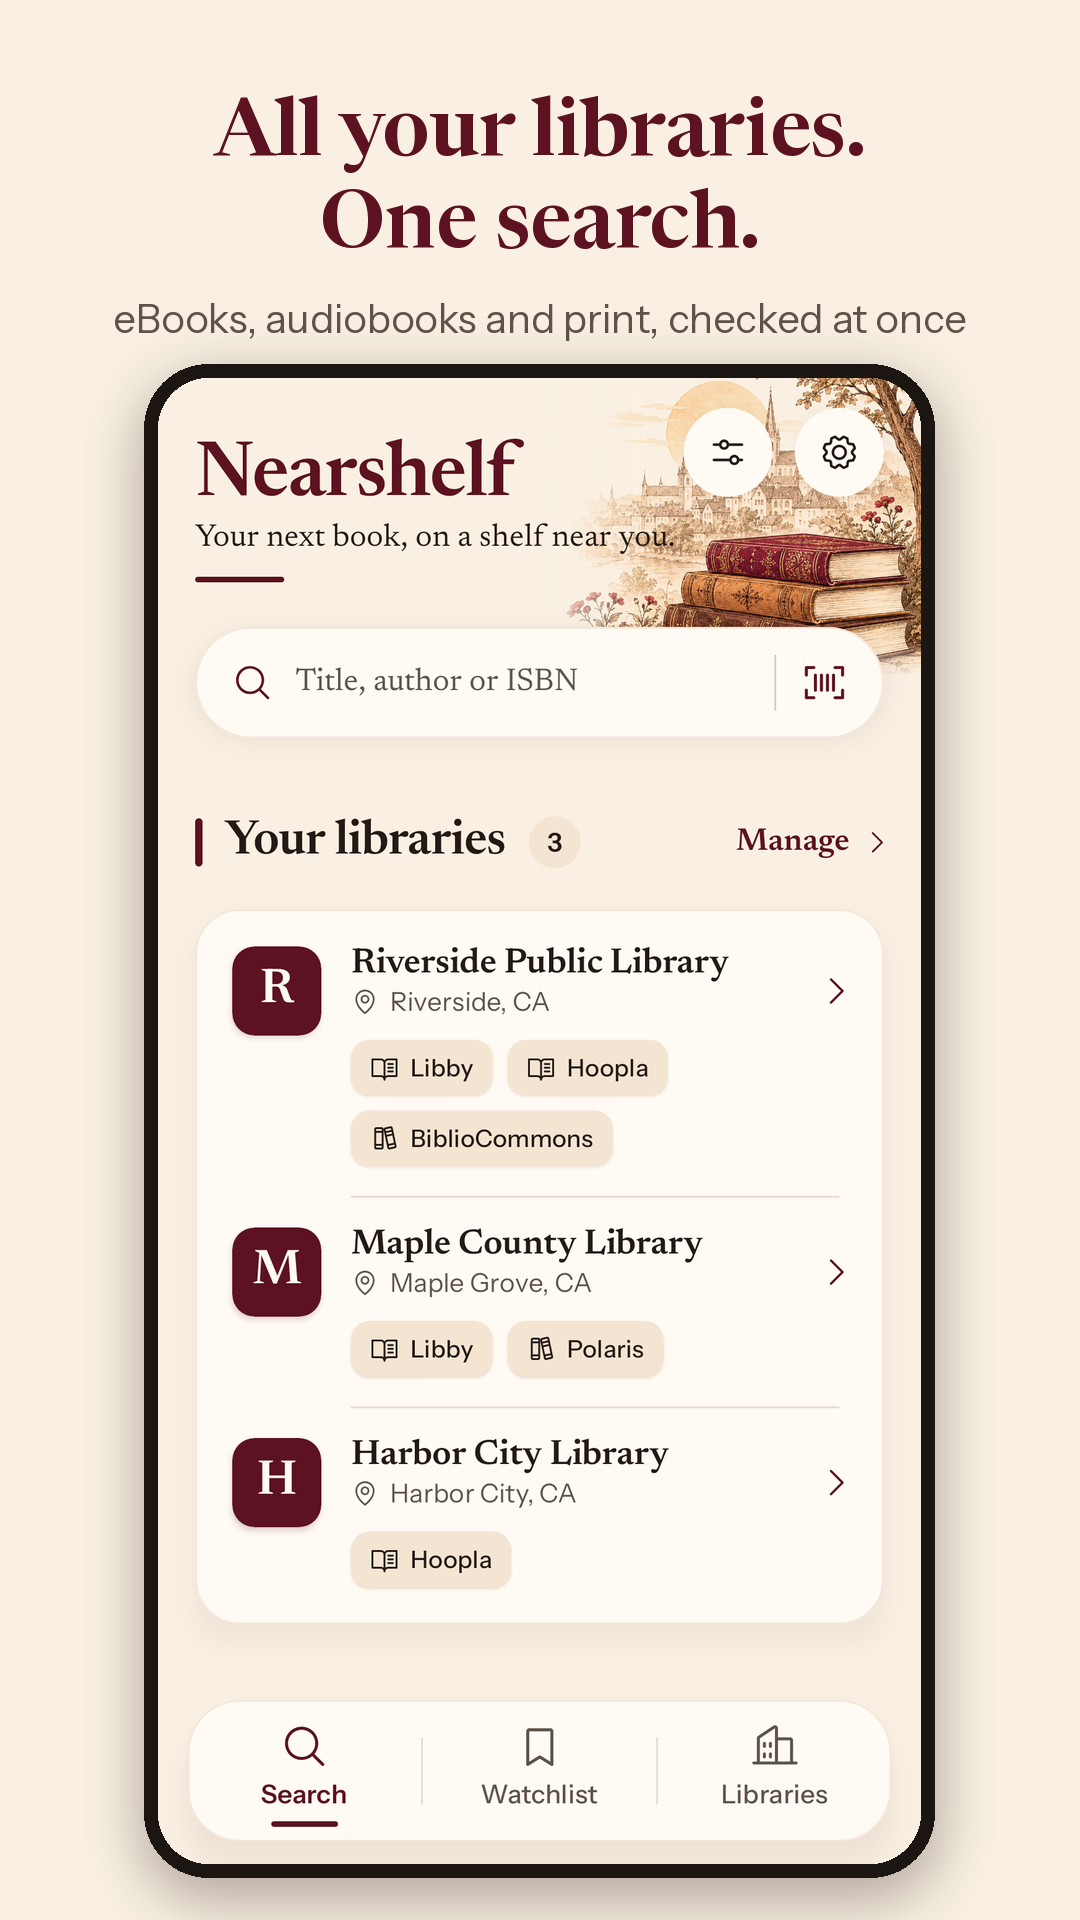 All your libraries.
One search.
eBooks, audiobooks and print, checked at once
Nearshelf
Your next book, on a shelf near you.
Title, author or ISBN
Your libraries 3 Manage
R Riverside Public Library
Riverside, CA
Libby Hoopla
BiblioCommons
M Maple County Library
Maple Grove, CA
Libby Polaris
H Harbor City Library
Harbor City, CA
Hoopla
Search Watchlist Libraries